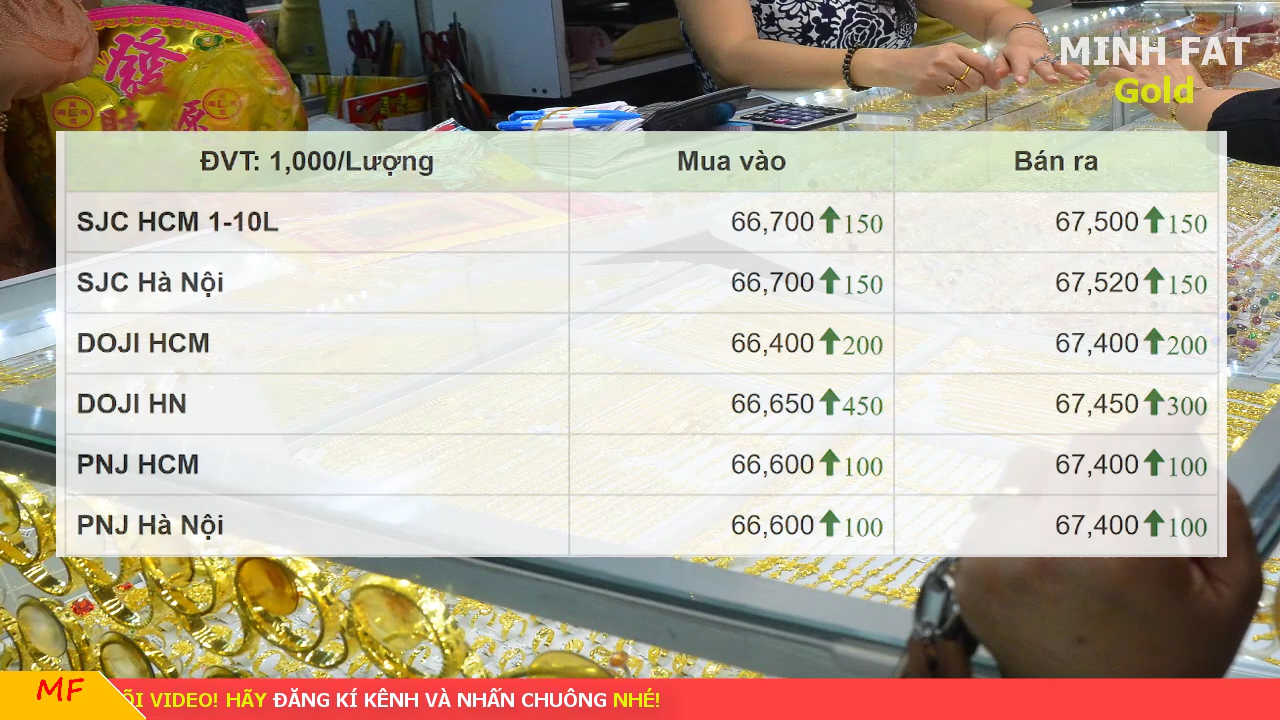 MINH FAT
Gold
發
財
原
ĐVT: 1,000/Lượng Mua vào Bán ra
SJC HCM 1-10L 66,700 150 67,500 150
SJC Hà Nội 66,700 150 67,520 150
DOJI HCM 66,400 200 67,400 200
DOJI HN 66,650 450 67,450 300
PNJ HCM 66,600 100 67,400 100
PNJ Hà Nội 66,600 100 67,400 100
MF VIDEO! HÃY ĐĂNG KÍ KÊNH VÀ NHẤN CHUÔNG NHÉ!